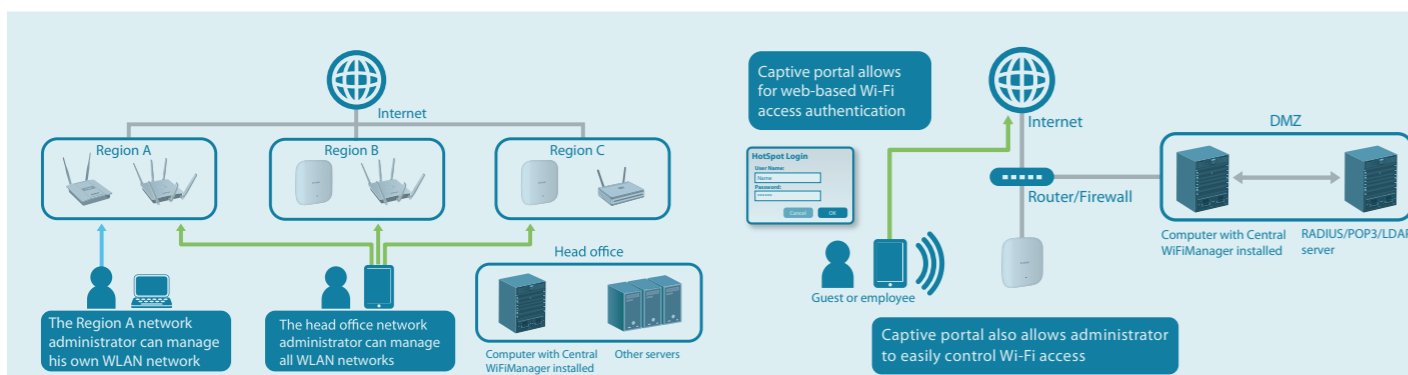 Internet
Region A
Region B
Region C
Head office
The Region A network
administrator can manage
his own WLAN network
The head office network
administrator can manage
all WLAN networks
Computer with Central
WiFiManager installed
Other servers
Captive portal allows
for web-based Wi-Fi
access authentication
Internet
DMZ
HotSpot Login
User Name:
Name
Password:
Cancel
OK
Router/Firewall
Computer with Central
WiFiManager installed
RADIUS/POP3/LDAP
server
Guest or employee
Captive portal also allows administrator
to easily control Wi-Fi access